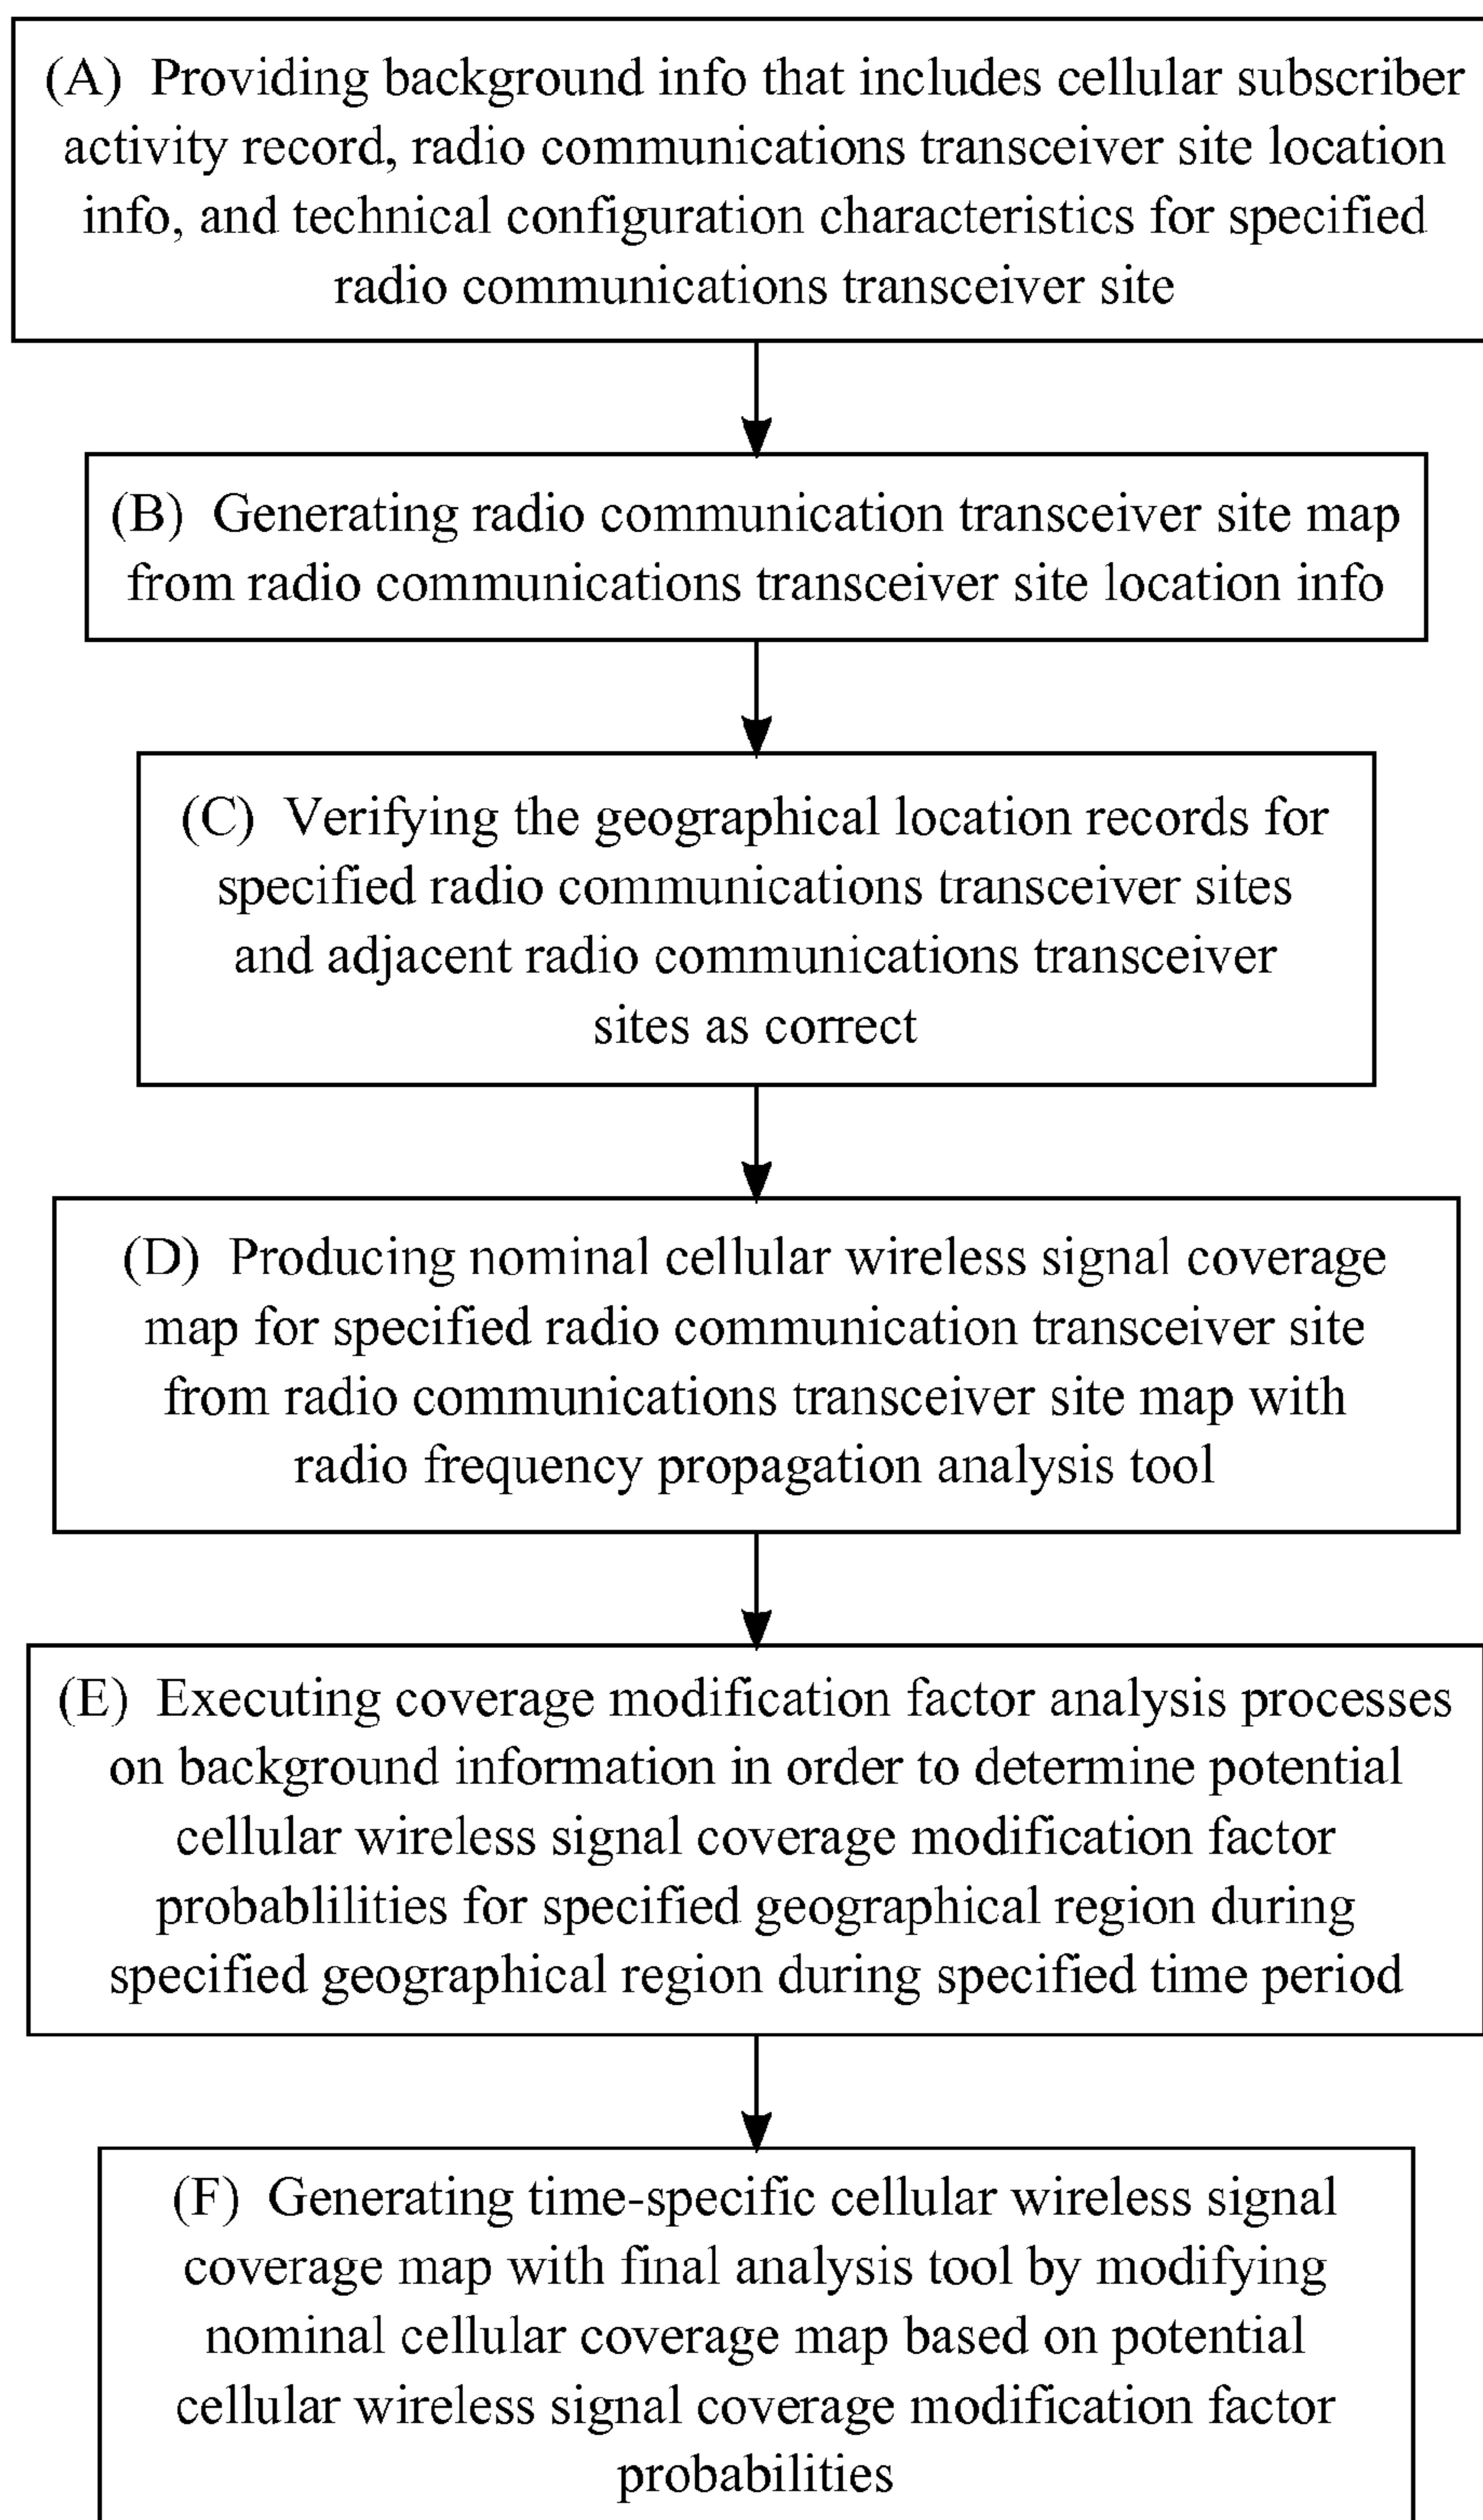 (A) Providing background info that includes cellular subscriber
activity record, radio communications transceiver site location
info, and technical configuration characteristics for specified
radio communications transceiver site
(B) Generating radio communication transceiver site map
from radio communications transceiver site location info
(C) Verifying the geographical location records for
specified radio communications transceiver sites
and adjacent radio communications transceiver
sites as correct
(D) Producing nominal cellular wireless signal coverage
map for specified radio communication transceiver site
from radio communications transceiver site map with
radio frequency propagation analysis tool
(E) Executing coverage modification factor analysis processes
on background information in order to determine potential
cellular wireless signal coverage modification factor
probablilities for specified geographical region during
specified geographical region during specified time period
(F) Generating time-specific cellular wireless signal
coverage map with final analysis tool by modifying
nominal cellular coverage map based on potential
cellular wireless signal coverage modification factor
probabilities